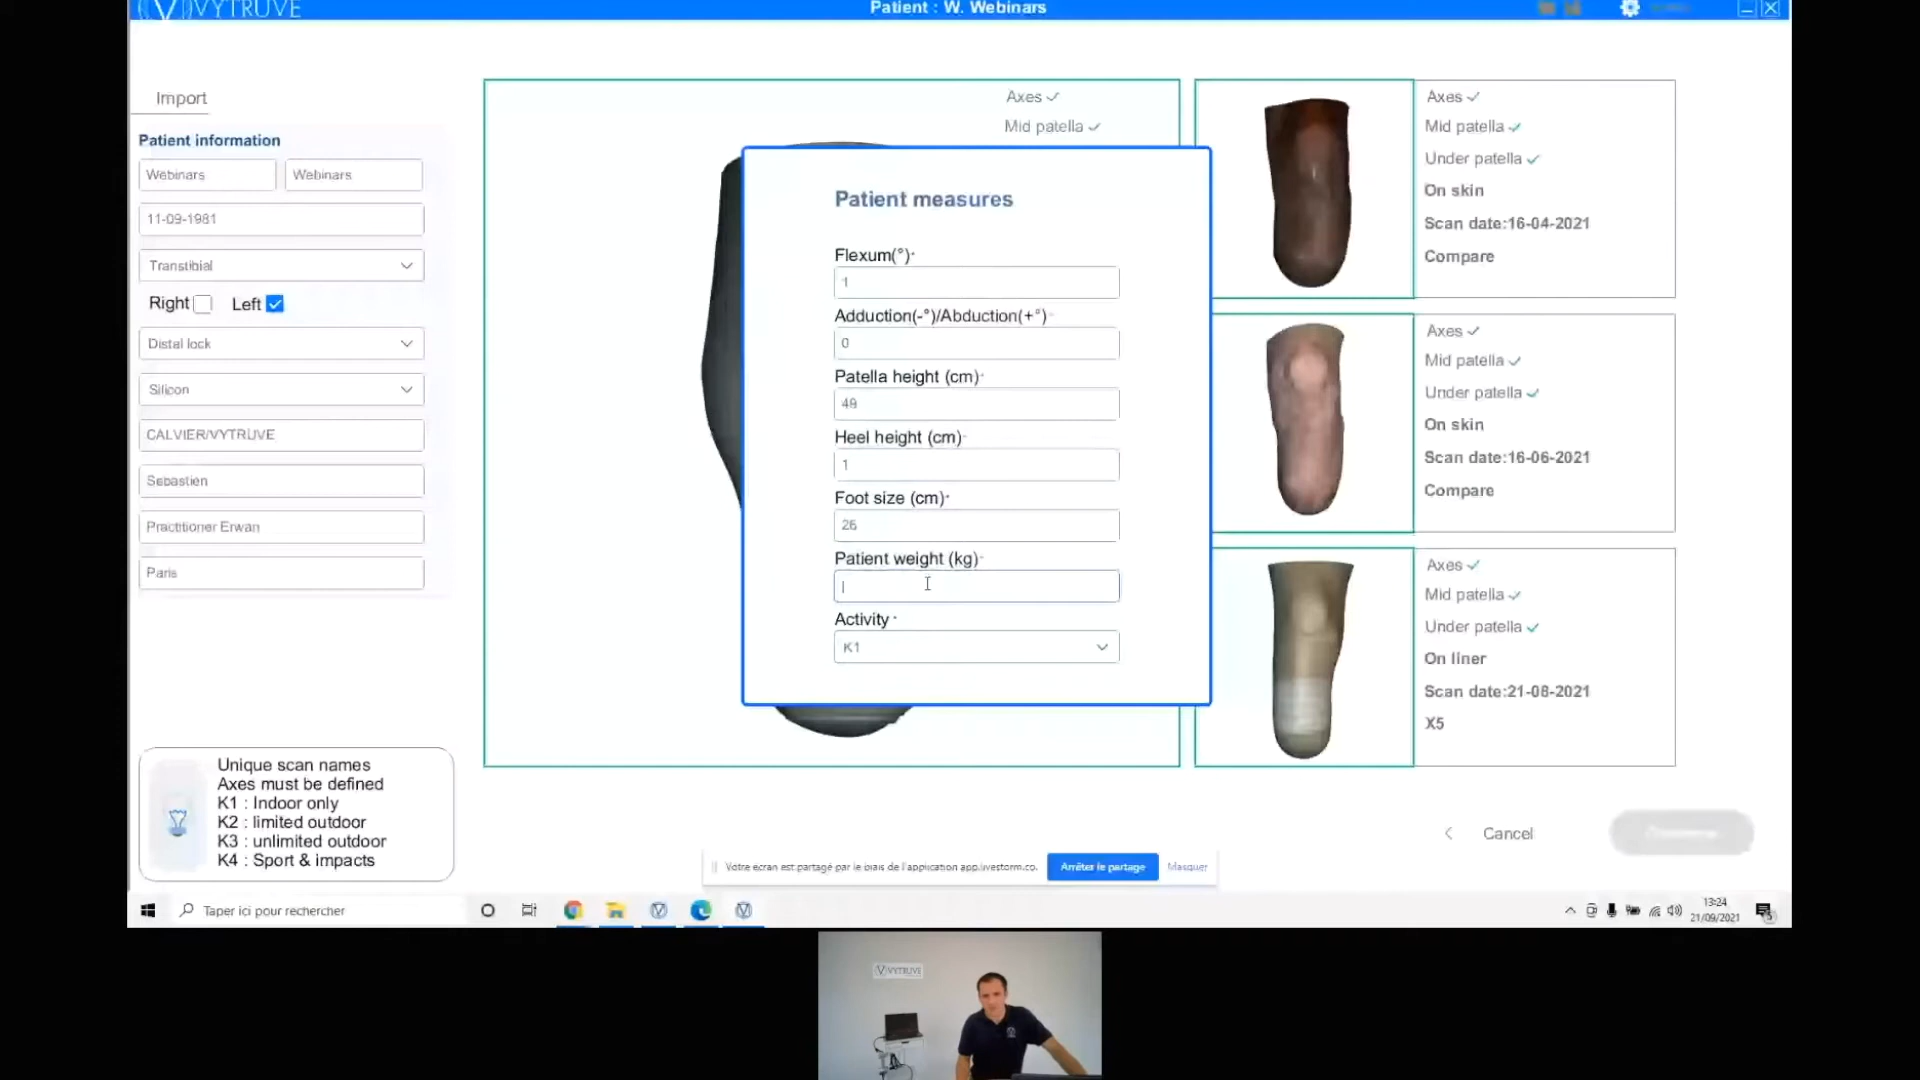 VYTRUVE
Patient : W. Webinars
Import
Patient information
Webinars
Webinars
11-09-1981
Transtibial
Right
Left
Distal lock
Silicon
CALVIER/VYTRUVE
Sebastien
Practitioner Erwan
Paris
Unique scan names
Axes must be defined
K1 : Indoor only
K2 : limited outdoor
K3 : unlimited outdoor
K4 : Sport & impacts
Axes
Mid patella
Patient measures
Flexum(°)*
1
Adduction(-°)/Abduction(+°)*
0
Patella height (cm)*
49
Heel height (cm)*
1
Foot size (cm)*
26
Patient weight (kg)*
Activity *
K1
Axes
Mid patella
Under patella
On skin
Scan date:16-04-2021
Compare
Axes
Mid patella
Under patella
On skin
Scan date:16-06-2021
Compare
Axes
Mid patella
Under patella
On liner
Scan date:21-08-2021
X5
Cancel
Votre écran est partagé par le biais de l'application app.livestorm.co.
Arrêter le partage
Masquer
Taper ici pour rechercher
13:24
21/09/2021
5
VYTRUVE